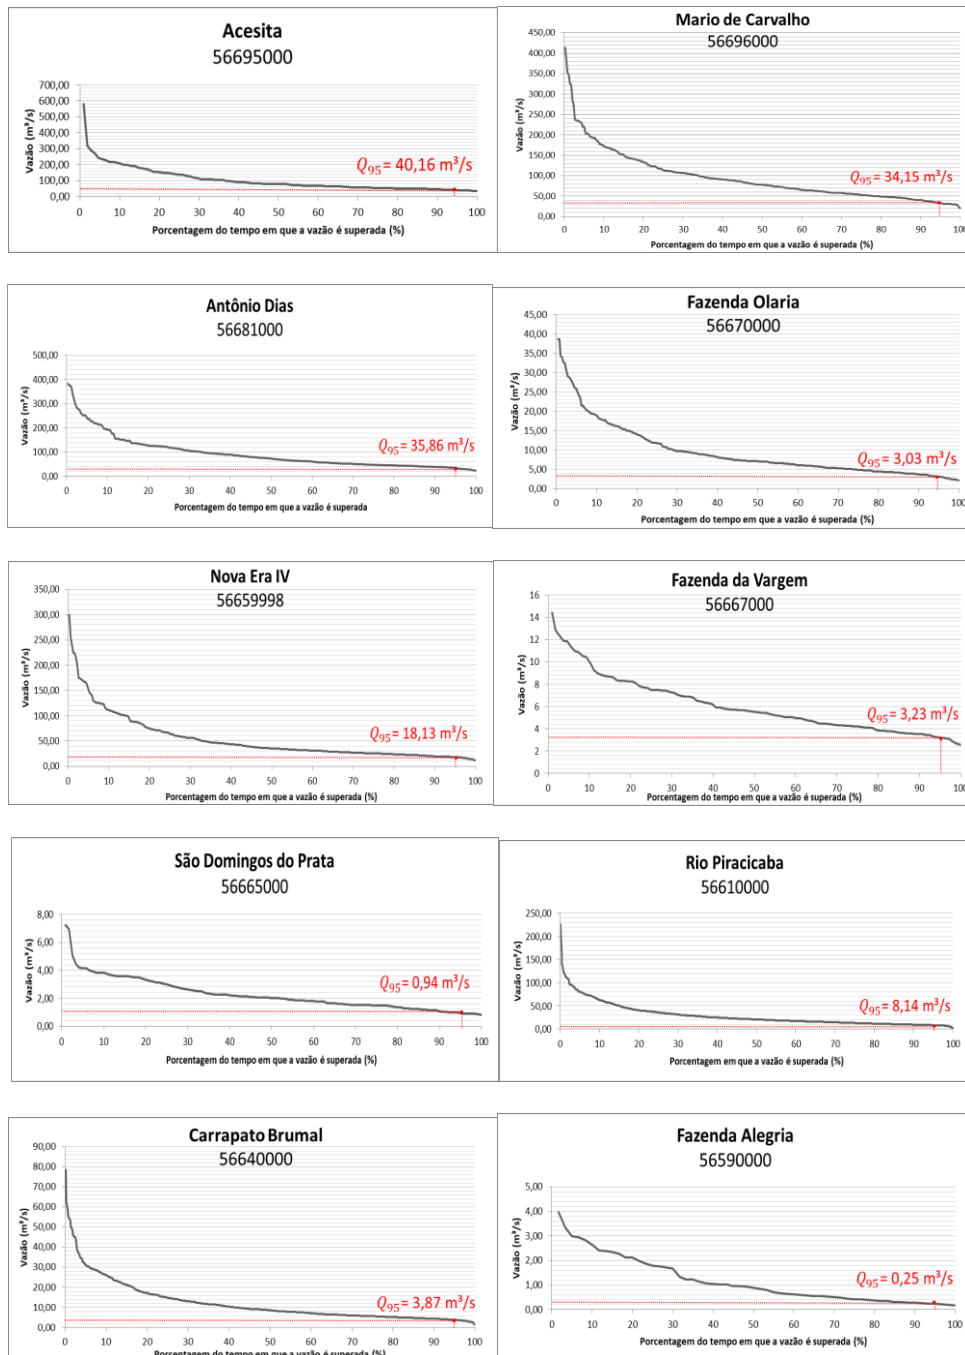 Acesita
56695000
Vazão (m³/s)
700,00
600,00
500,00
400,00
300,00
200,00
100,00
0,00
Q95 = 40,16 m³/s
0 10 20 30 40 50 60 70 80 90 100
Porcentagem do tempo em que a vazão é superada (%)
Mario de Carvalho
56696000
Vazão (m³/s)
450,00
400,00
350,00
300,00
250,00
200,00
150,00
100,00
50,00
0,00
Q95 = 34,15 m³/s
0 10 20 30 40 50 60 70 80 90 100
Porcentagem do tempo em que a vazão é superada (%)
Antônio Dias
56681000
Vazão (m³/s)
500,00
400,00
300,00
200,00
100,00
0,00
Q95 = 35,86 m³/s
0 10 20 30 40 50 60 70 80 90 100
Porcentagem do tempo em que a vazão é superada
Fazenda Olaria
56670000
Vazão (m³/s)
45,00
40,00
35,00
30,00
25,00
20,00
15,00
10,00
5,00
0,00
Q95 = 3,03 m³/s
0 10 20 30 40 50 60 70 80 90 100
Porcentagem do tempo em que a vazão é superada (%)
Nova Era IV
56659998
Vazão (m³/s)
350,00
300,00
250,00
200,00
150,00
100,00
50,00
0,00
Q95 = 18,13 m³/s
0 10 20 30 40 50 60 70 80 90 100
Porcentagem do tempo em que a vazão é superada (%)
Fazenda da Vargem
56667000
Vazão (m³/s)
16
14
12
10
8
6
4
2
0
Q95 = 3,23 m³/s
0 10 20 30 40 50 60 70 80 90 100
Porcentagem do tempo em que a vazão é superada (%)
São Domingos do Prata
56665000
Vazão (m³/s)
8,00
6,00
4,00
2,00
0,00
Q95 = 0,94 m³/s
0 10 20 30 40 50 60 70 80 90 100
Porcentagem do tempo em que a vazão é superada (%)
Rio Piracicaba
56610000
Vazão (m³/s)
250,00
200,00
150,00
100,00
50,00
0,00
Q95 = 8,14 m³/s
0 10 20 30 40 50 60 70 80 90 100
Porcentagem do tempo em que a vazão é superada (%)
Carrapato Brumal
56640000
Vazão (m³/s)
90,00
80,00
70,00
60,00
50,00
40,00
30,00
20,00
10,00
0,00
Q95 = 3,87 m³/s
0 10 20 30 40 50 60 70 80 90 100
Porcentagem do tempo em que a vazão é superada (%)
Fazenda Alegria
56590000
Vazão (m³/s)
5,00
4,00
3,00
2,00
1,00
0,00
Q95 = 0,25 m³/s
0 10 20 30 40 50 60 70 80 90 100
Porcentagem do tempo em que a vazão é superada (%)